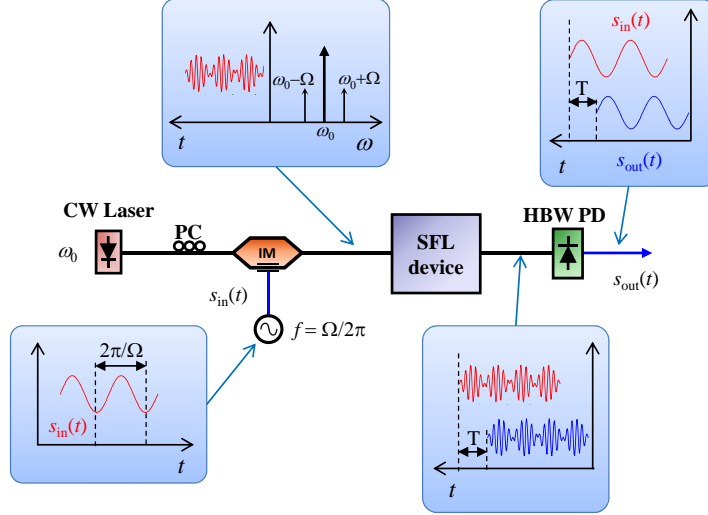 ω₀−Ω
ω₀+Ω
ω₀
t
ω
s_in(t)
T
t
s_out(t)
CW Laser
ω₀
PC
IM
s_in(t)
f = Ω/2π
SFL
device
HBW PD
s_out(t)
2π/Ω
s_in(t)
t
T
t